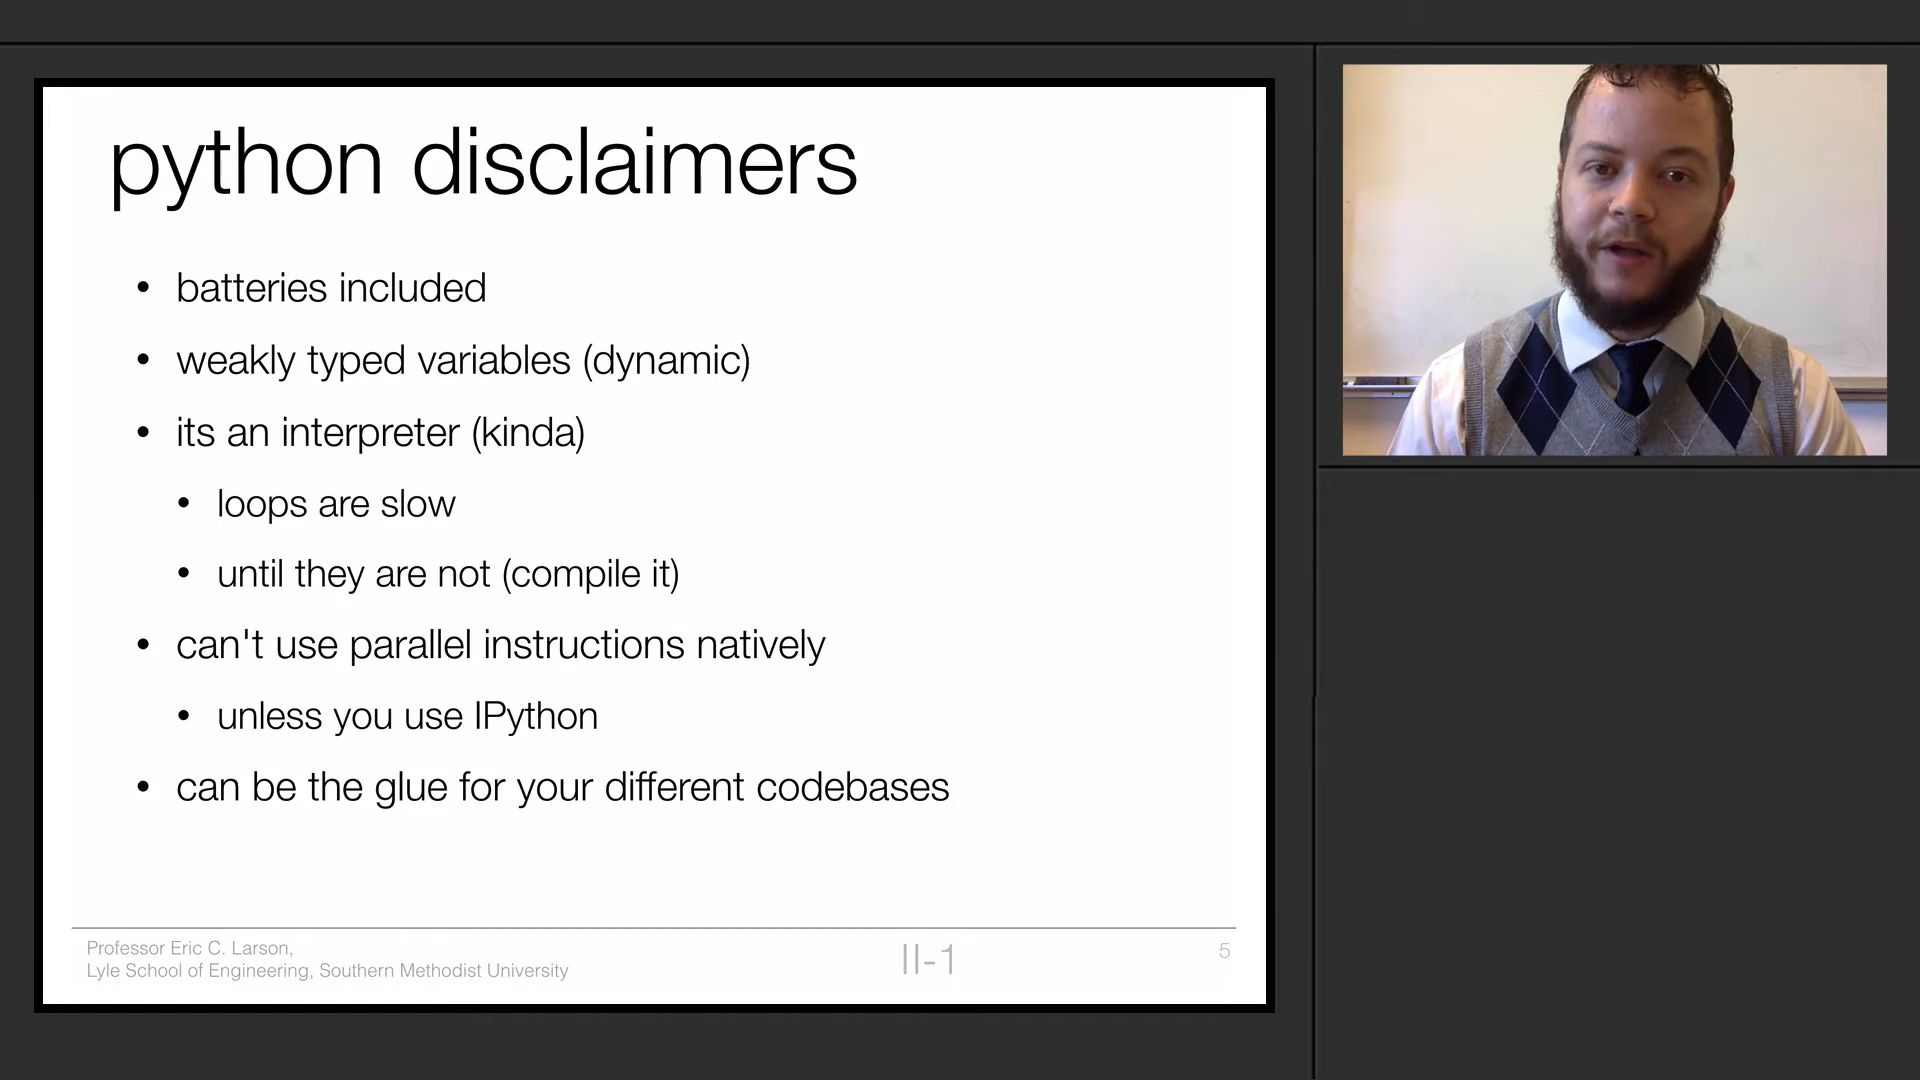 python disclaimers
• batteries included
• weakly typed variables (dynamic)
• its an interpreter (kinda)
• loops are slow
• until they are not (compile it)
• can't use parallel instructions natively
• unless you use IPython
• can be the glue for your different codebases
Professor Eric C. Larson,
Lyle School of Engineering, Southern Methodist University
II-1
5